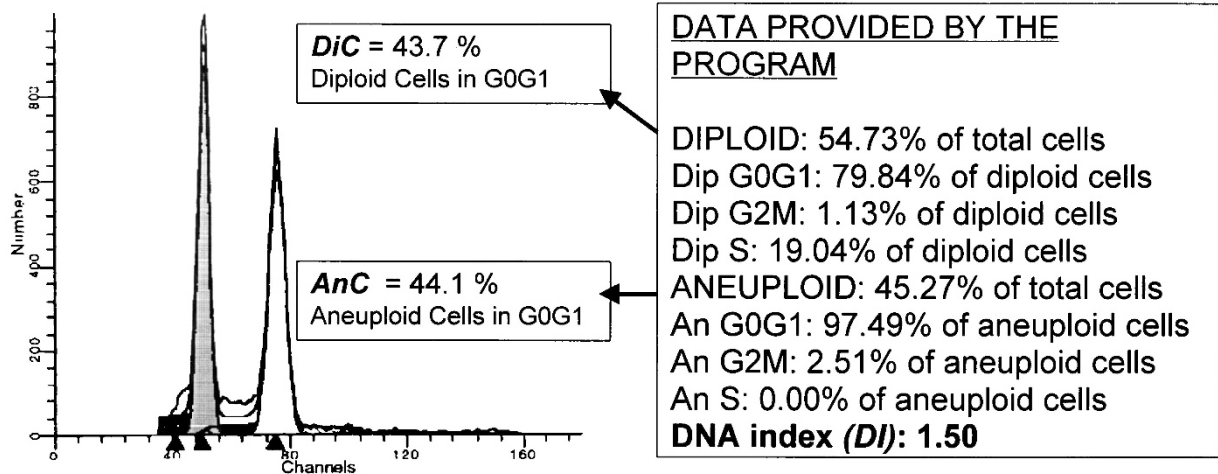 DiC = 43.7 %
Diploid Cells in G0G1
AnC = 44.1 %
Aneuploid Cells in G0G1
Number
800
600
400
200
0
0
40
80
120
160
Channels
DATA PROVIDED BY THE
PROGRAM
DIPLOID: 54.73% of total cells
Dip G0G1: 79.84% of diploid cells
Dip G2M: 1.13% of diploid cells
Dip S: 19.04% of diploid cells
ANEUPLOID: 45.27% of total cells
An G0G1: 97.49% of aneuploid cells
An G2M: 2.51% of aneuploid cells
An S: 0.00% of aneuploid cells
DNA index (DI): 1.50